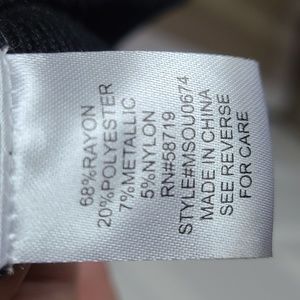 68%RAYON
20%POLYESTER
7%METALLIC
5%NYLON
RN#58719
STYLE#MSOU0674
MADE IN CHINA
SEE REVERSE
FOR CARE